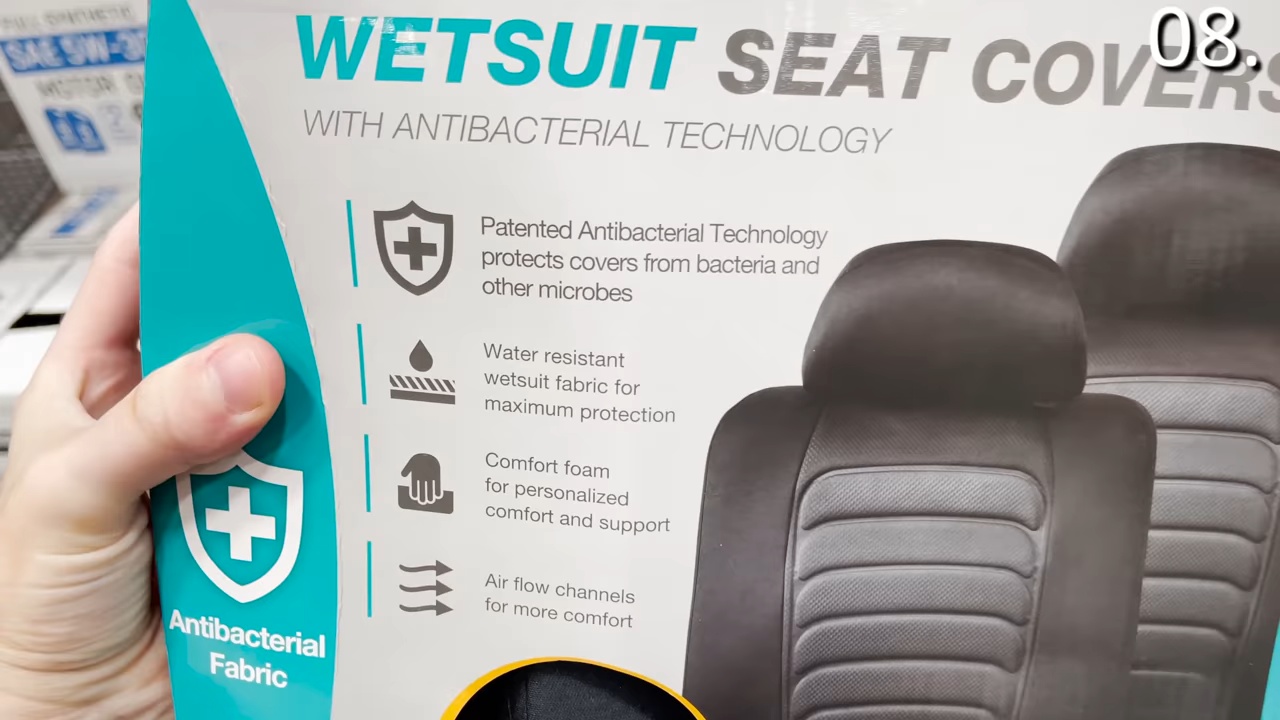 08.
SAE 5W-30
MOTOR
WETSUIT SEAT COVERS
WITH ANTIBACTERIAL TECHNOLOGY
Patented Antibacterial Technology
protects covers from bacteria and
other microbes
Water resistant
wetsuit fabric for
maximum protection
Comfort foam
for personalized
comfort and support
Air flow channels
for more comfort
Antibacterial
Fabric